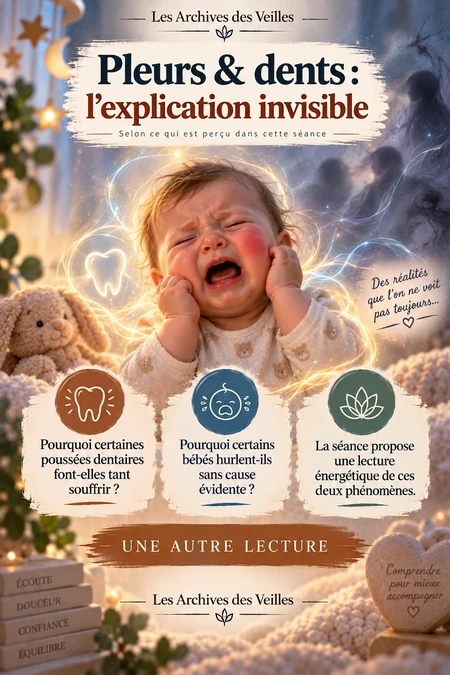 Les Archives des Veilles
Pleurs & dents :
l'explication invisible
Selon ce qui est perçu dans cette séance
Des réalités
que l'on ne voit
pas toujours...
Pourquoi certaines
poussées dentaires
font-elles tant
souffrir ?
Pourquoi certains
bébés hurlent-ils
sans cause
évidente ?
La séance propose
une lecture
énergétique de ces
deux phénomènes.
UNE AUTRE LECTURE
ÉCOUTE
DOUCEUR
CONFIANCE
ÉQUILIBRE
Les Archives des Veilles
Comprendre
pour mieux
accompagner